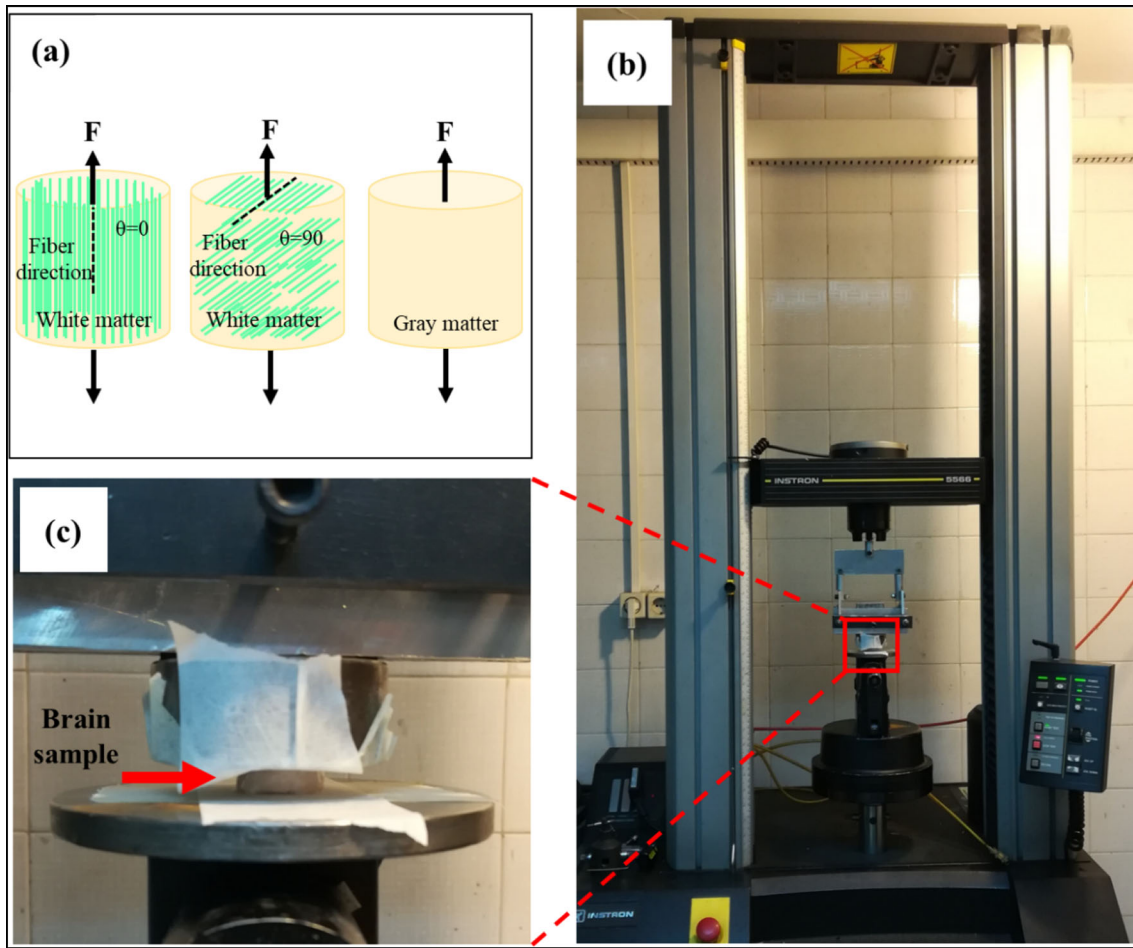 (a)
F
F
F
θ=0
Fiber
direction
White matter
θ=90
Fiber
direction
White matter
Gray matter
(b)
INSTRON
5566
INSTRON
(c)
Brain
sample